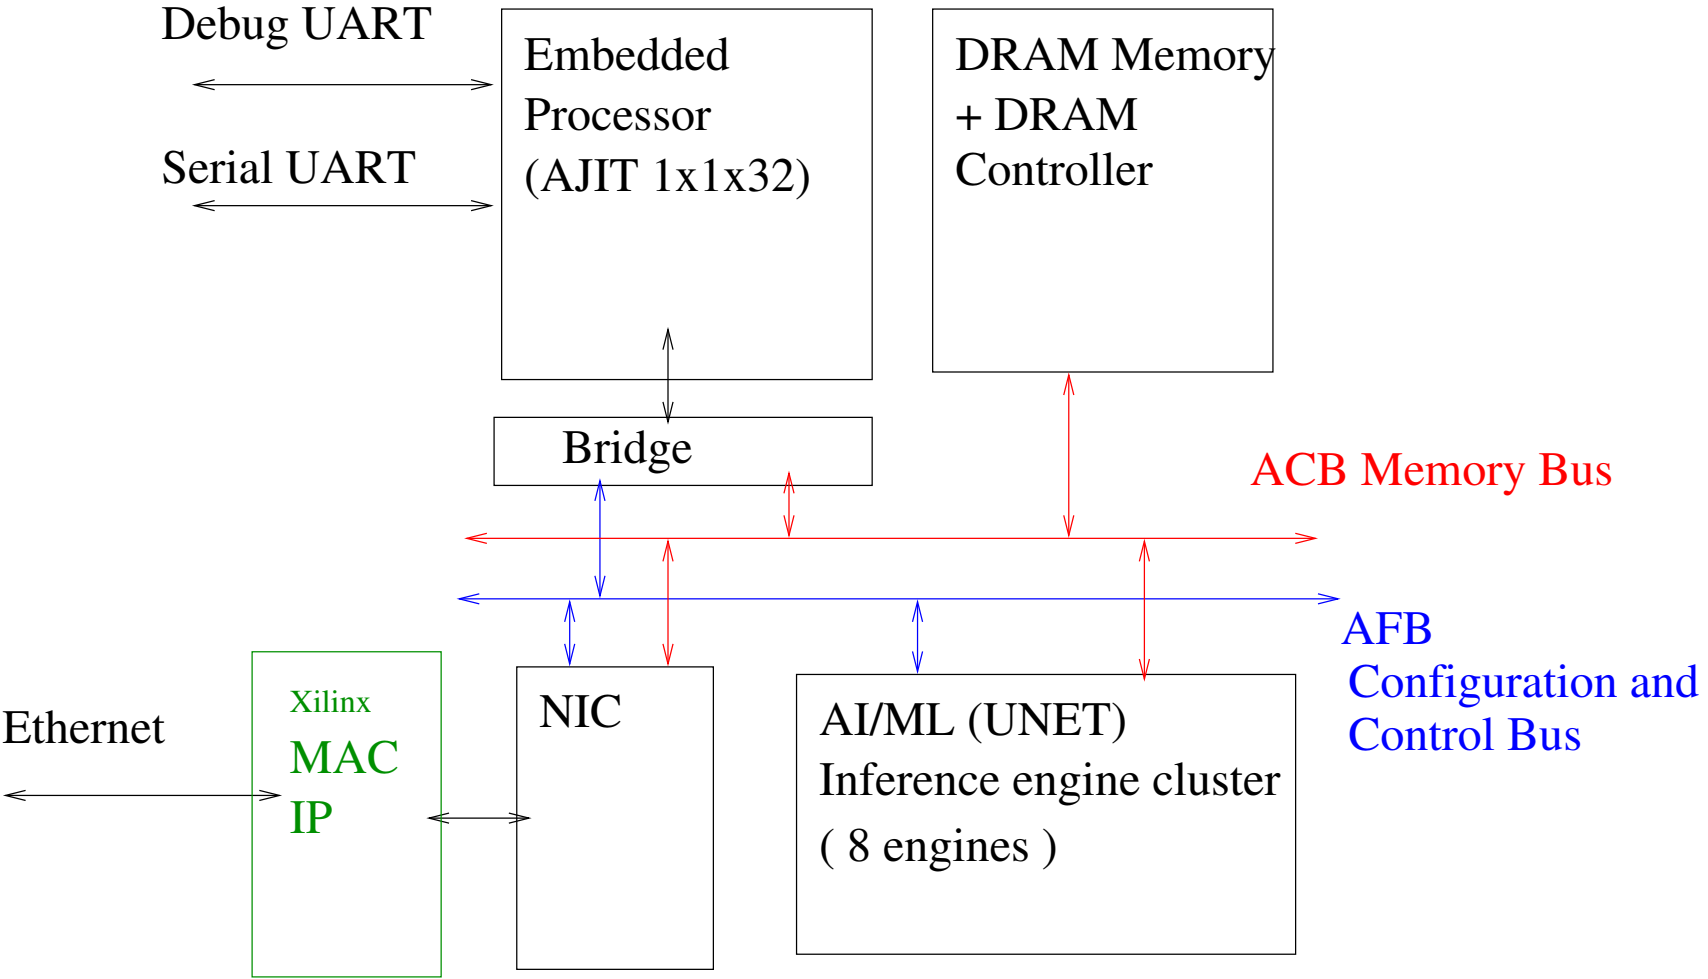 Debug UART
Serial UART
Embedded
Processor
(AJIT 1x1x32)
DRAM Memory
+ DRAM
Controller
Bridge
ACB Memory Bus
AFB
Configuration and
Control Bus
Ethernet
Xilinx
MAC
IP
NIC
AI/ML (UNET)
Inference engine cluster
( 8 engines )